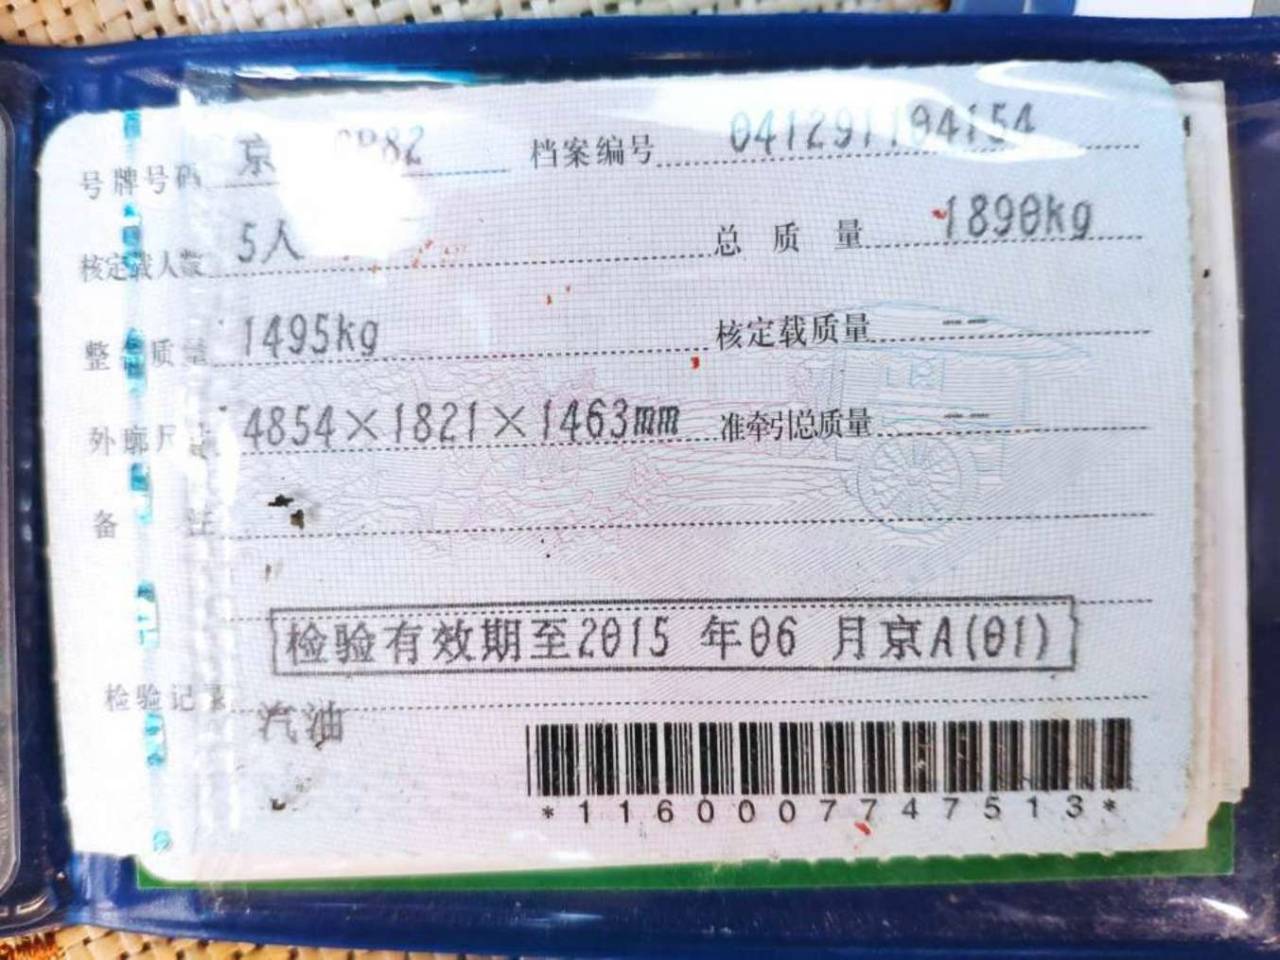 号牌号码 京 P82 档案编号 041291104154
核定载人数 5人 总质量 1890kg
整备质量 1495kg 核定载质量 --
外廓尺寸 4854×1821×1463mm 准牵引总质量 --
备注
检验有效期至2015 年06 月京A(01)
检验记录
汽油
*1160007747513*